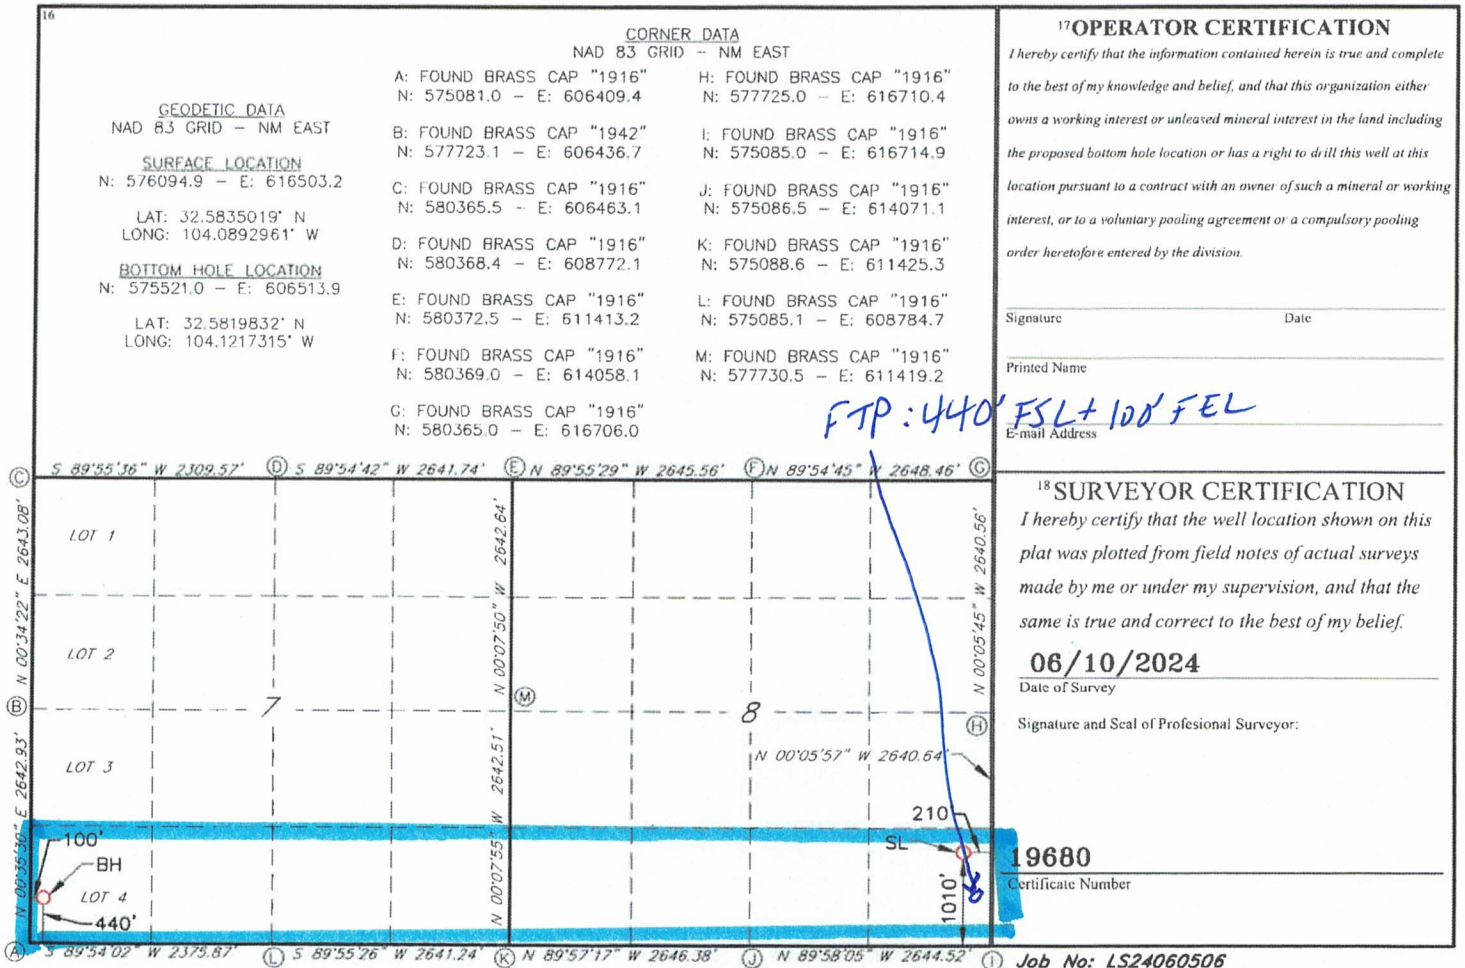 16
GEODETIC DATA
NAD 83 GRID – NM EAST
SURFACE LOCATION
N: 576094.9 – E: 616503.2
LAT: 32.5835019° N
LONG: 104.0892961° W
BOTTOM HOLE LOCATION
N: 575521.0 – E: 606513.9
LAT: 32.5819832° N
LONG: 104.1217315° W
CORNER DATA
NAD 83 GRID – NM EAST
A: FOUND BRASS CAP "1916"
N: 575081.0 – E: 606409.4
B: FOUND BRASS CAP "1942"
N: 577723.1 – E: 606436.7
C: FOUND BRASS CAP "1916"
N: 580365.5 – E: 606463.1
D: FOUND BRASS CAP "1916"
N: 580368.4 – E: 608772.1
E: FOUND BRASS CAP "1916"
N: 580372.5 – E: 611413.2
F: FOUND BRASS CAP "1916"
N: 580369.0 – E: 614058.1
G: FOUND BRASS CAP "1916"
N: 580365.0 – E: 616706.0
H: FOUND BRASS CAP "1916"
N: 577725.0 – E: 616710.4
I: FOUND BRASS CAP "1916"
N: 575085.0 – E: 616714.9
J: FOUND BRASS CAP "1916"
N: 575086.5 – E: 614071.1
K: FOUND BRASS CAP "1916"
N: 575088.6 – E: 611425.3
L: FOUND BRASS CAP "1916"
N: 575085.1 – E: 608784.7
M: FOUND BRASS CAP "1916"
N: 577730.5 – E: 611419.2
17 OPERATOR CERTIFICATION
I hereby certify that the information contained herein is true and complete
to the best of my knowledge and belief, and that this organization either
owns a working interest or unleased mineral interest in the land including
the proposed bottom hole location or has a right to drill this well at this
location pursuant to a contract with an owner of such a mineral or working
interest, or to a voluntary pooling agreement or a compulsory pooling
order heretofore entered by the division.
Signature Date
Printed Name
FTP: 440' FSL + 100' FEL
E-mail Address
C S 89°55'36" W 2309.57' D S 89°54'42" W 2641.74' E N 89°55'29" W 2645.56' F N 89°54'45" W 2648.46' G
N 00°34'22" E 2643.08'
LOT 1
N 00°07'50" W 2642.64'
N 00°05'45" W 2640.56'
LOT 2
B
7
M
8
H
N 00°35'30" E 2642.93'
LOT 3
N 00°07'55" W 2642.51'
N 00°05'57" W 2640.64'
210'
SL
100'
BH
LOT 4
440'
1010'
A S 89°54'02" W 2375.87' L S 89°55'26" W 2641.24' K N 89°57'17" W 2646.38' J N 89°58'05" W 2644.52' I
18 SURVEYOR CERTIFICATION
I hereby certify that the well location shown on this
plat was plotted from field notes of actual surveys
made by me or under my supervision, and that the
same is true and correct to the best of my belief.
06/10/2024
Date of Survey
Signature and Seal of Profesional Surveyor:
19680
Certificate Number
Job No: LS24060506